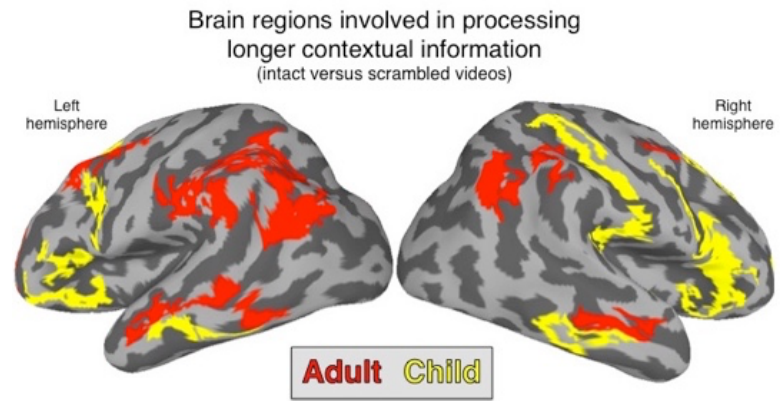 Brain regions involved in processing
longer contextual information
(intact versus scrambled videos)
Left
hemisphere
Right
hemisphere
Adult Child